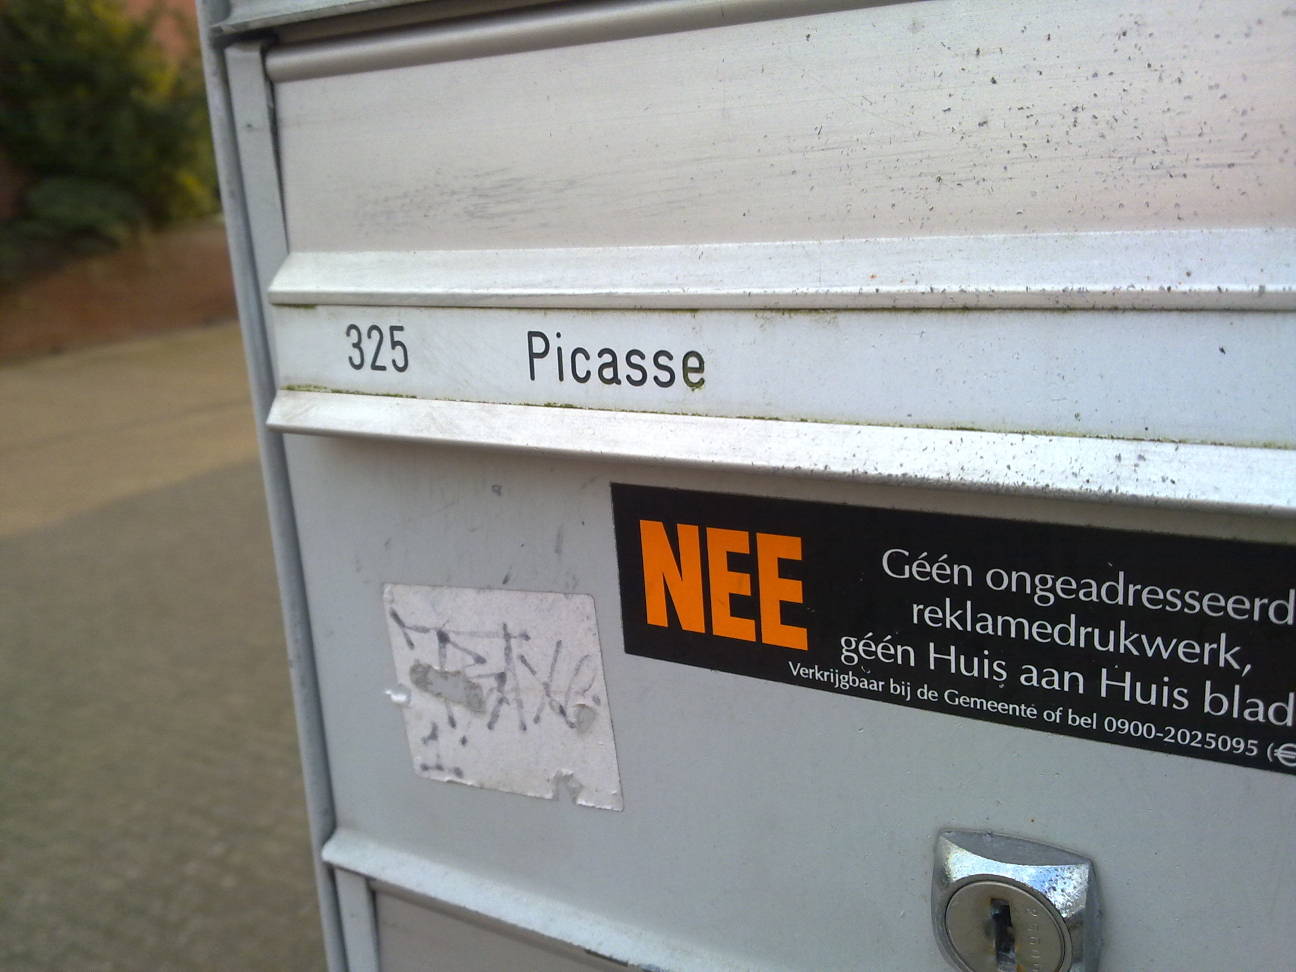 325 Picasse
NEE
Géén ongeadresseerd
reklamedrukwerk,
géén Huis aan Huis blad
Verkrijgbaar bij de Gemeente of bel 0900-2025095 (€